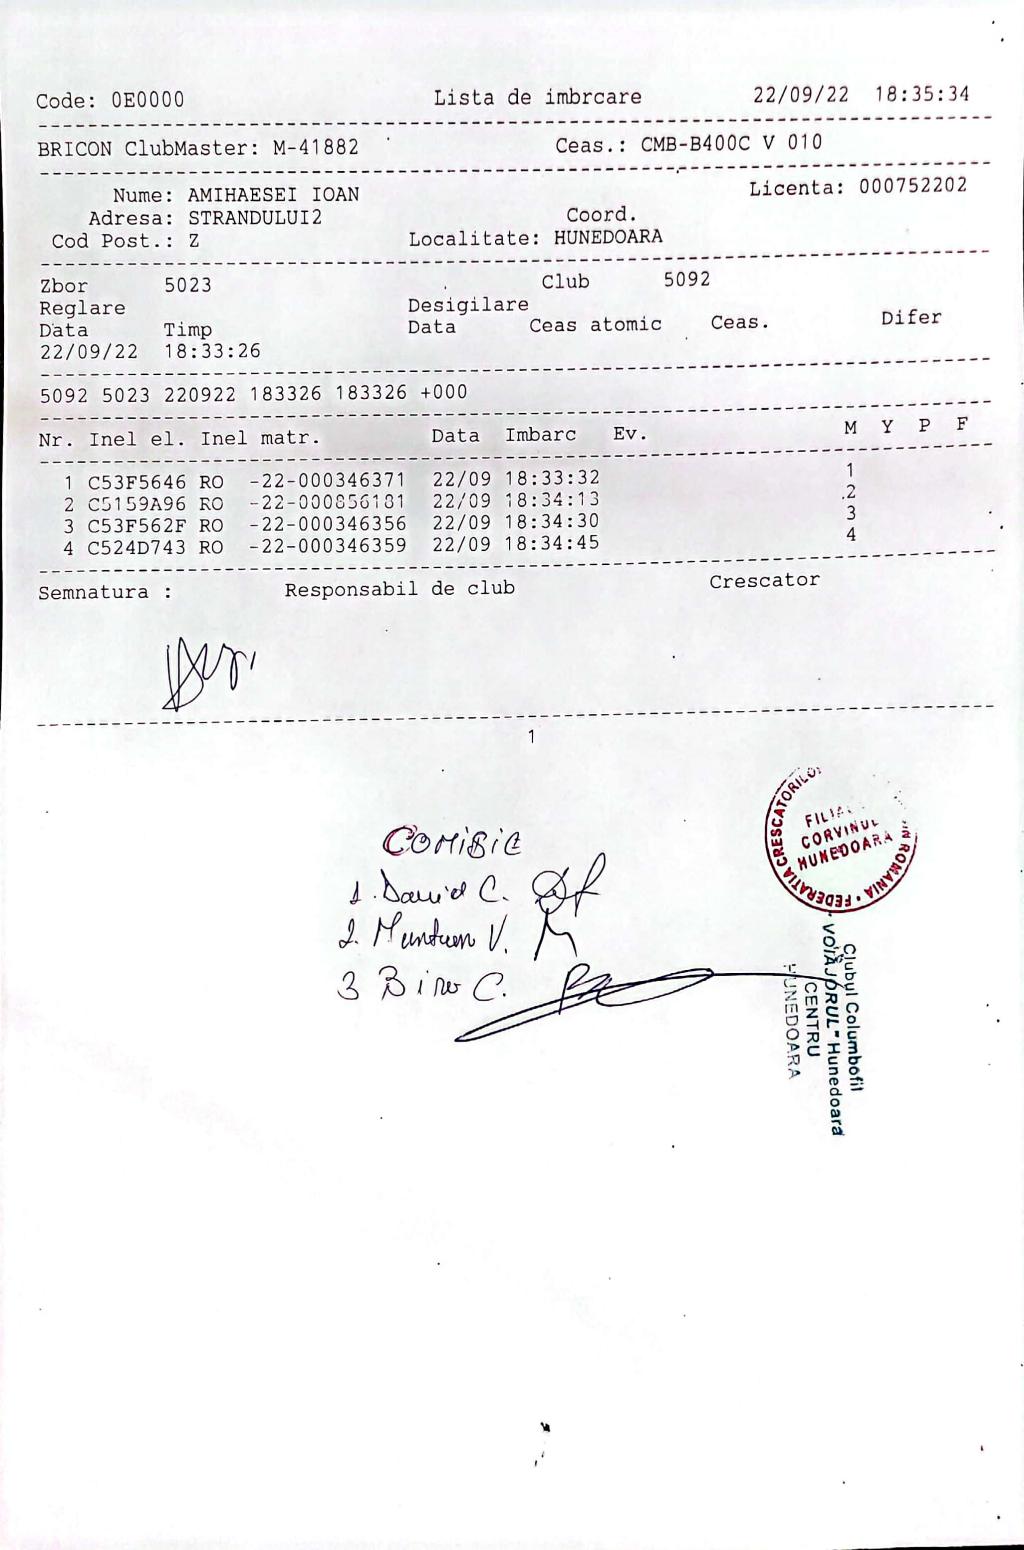 Code: 0E0000 Lista de imbrcare 22/09/22 18:35:34
BRICON ClubMaster: M-41882 Ceas.: CMB-B400C V 010
Nume: AMIHAESEI IOAN Licenta: 000752202
Adresa: STRANDULUI2 Coord.
Cod Post.: Z Localitate: HUNEDOARA
Zbor 5023 Club 5092
Reglare Desigilare
Data Timp Data Ceas atomic Ceas. Difer
22/09/22 18:33:26
5092 5023 220922 183326 183326 +000
Nr. Inel el. Inel matr. Data Imbarc Ev. M Y P F
1 C53F5646 RO -22-000346371 22/09 18:33:32 1
2 C5159A96 RO -22-000856181 22/09 18:34:13 2
3 C53F562F RO -22-000346356 22/09 18:34:30 3
4 C524D743 RO -22-000346359 22/09 18:34:45 4
Semnatura : Responsabil de club Crescator
1
COMISIE
1. David C.
2. Muntean V.
3 Biro C.
FEDERATIA CRESCATORILOR ROMANIA
CORVINUL
HUNEDOARA
Clubul Columbofil
"VOIAJORUL" Hunedoara
CENTRU
HUNEDOARA